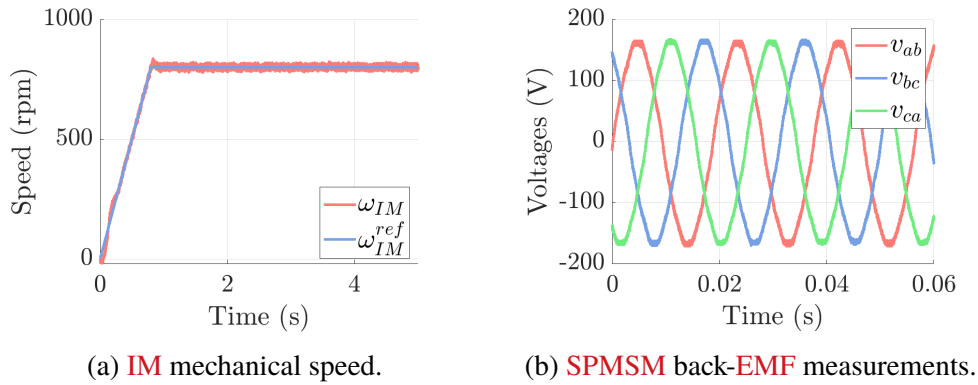 1000
500
0
Speed (rpm)
0
2
4
Time (s)
ω_IM
ω_IM^ref
200
100
0
-100
-200
Voltages (V)
0
0.02
0.04
0.06
Time (s)
v_ab
v_bc
v_ca
(a) IM mechanical speed.
(b) SPMSM back-EMF measurements.